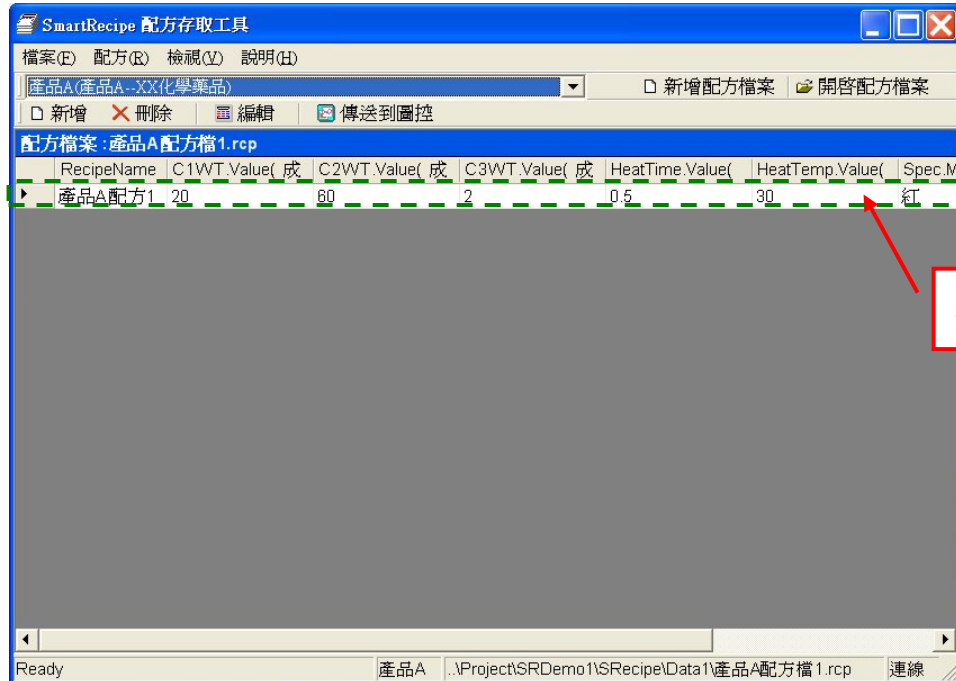 SmartRecipe 配方存取工具
檔案(F) 配方(R) 檢視(V) 說明(H)
產品A(產品A--XX化學藥品) 新增配方檔案 開啓配方檔案
新增 刪除 編輯 傳送到圖控
配方檔案 :產品A配方檔1.rcp
RecipeName C1WT.Value( 成 C2WT.Value( 成 C3WT.Value( 成 HeatTime.Value( HeatTemp.Value( Spec.M
產品A配方1 20 60 2 0.5 30 紅
Ready 產品A ..\Project\SRDemo1\SRecipe\Data1\產品A配方檔1.rcp 連線